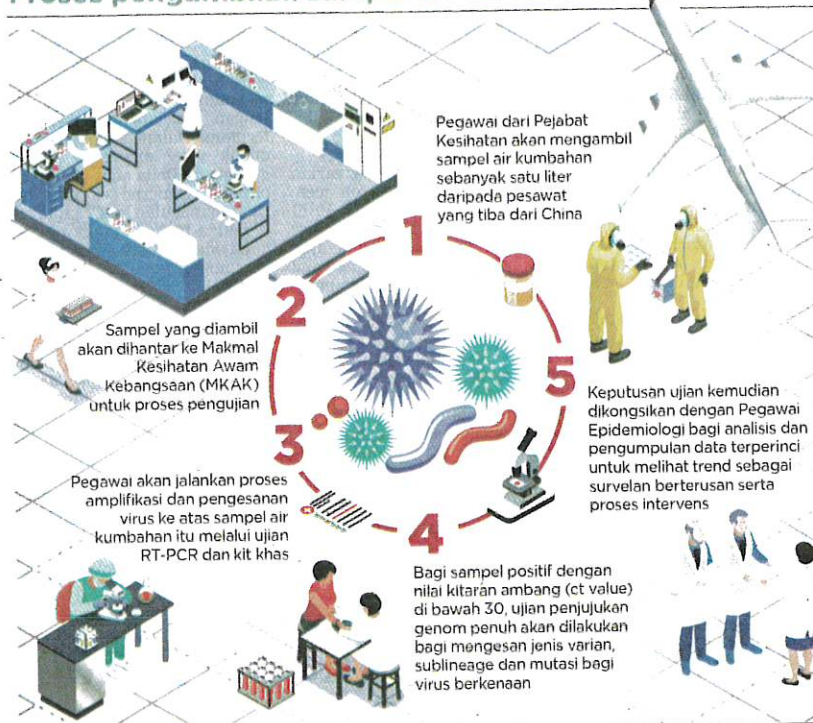 1
Pegawai dari Pejabat
Kesihatan akan mengambil
sampel air kumbahan
sebanyak satu liter
daripada pesawat
yang tiba dari China
2
Sampel yang diambil
akan dihantar ke Makmal
Kesihatan Awam
Kebangsaan (MKAK)
untuk proses pengujian
3
Pegawai akan jalankan proses
amplifikasi dan pengesanan
virus ke atas sampel air
kumbahan itu melalui ujian
RT-PCR dan kit khas
4
Bagi sampel positif dengan
nilai kitaran ambang (ct value)
di bawah 30, ujian penjujukan
genom penuh akan dilakukan
bagi mengesan jenis varian,
sublineage dan mutasi bagi
virus berkenaan
5
Keputusan ujian kemudian
dikongsikan dengan Pegawai
Epidemiologi bagi analisis dan
pengumpulan data terperinci
untuk melihat trend sebagai
survelan berterusan serta
proses intervens